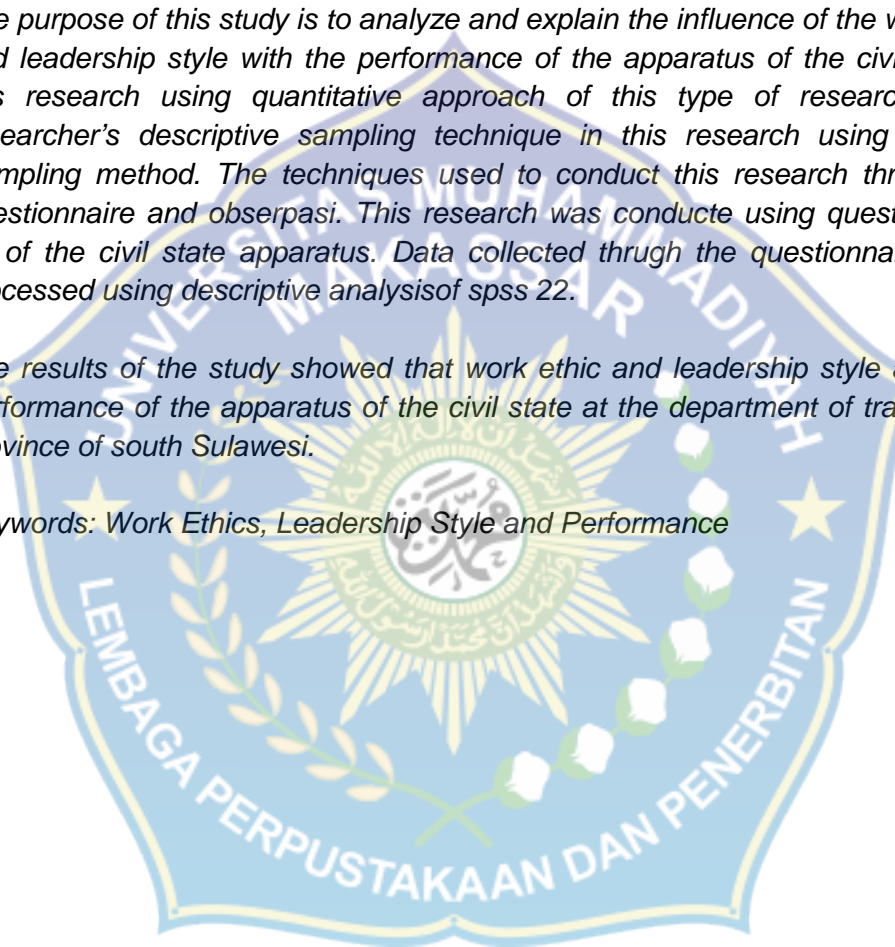 e purpose of this study is to analyze and explain the influence of the w
d leadership style with the performance of the apparatus of the civi
s research using quantitative approach of this type of researc
searcher's descriptive sampling technique in this research using
mpling method. The techniques used to conduct this research thr
estionnaire and obserpasi. This research was conducte using quest
of the civil state apparatus. Data collected thrugh the questionna
ocessed using descriptive analysisof spss 22.
e results of the study showed that work ethic and leadership style a
rformance of the apparatus of the civil state at the department of tra
ovince of south Sulawesi.
ywords: Work Ethics, Leadership Style and Performance
UNIVERSITAS MUHAMMADIYAH
MAKASSAR
LEMBAGA PERPUSTAKAAN DAN PENERBITAN